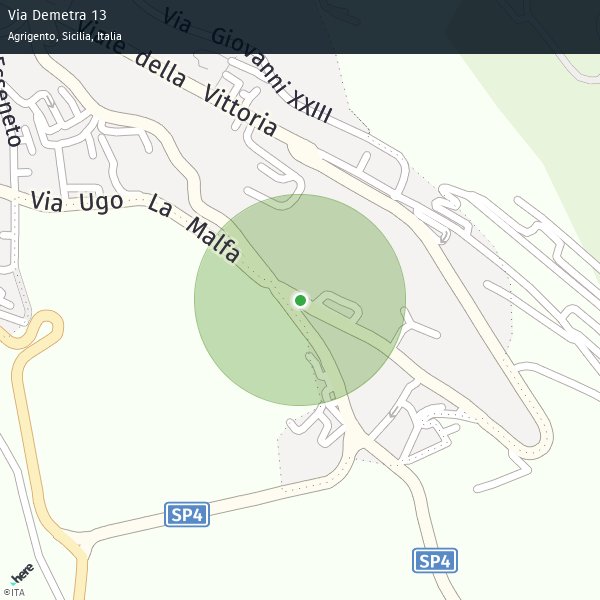 Via Demetra 13
Agrigento, Sicilia, Italia
Via Giovanni XXIII
Viale della Vittoria
Esseneto
Via Ugo La Malfa
SP4
SP4
here
©ITA